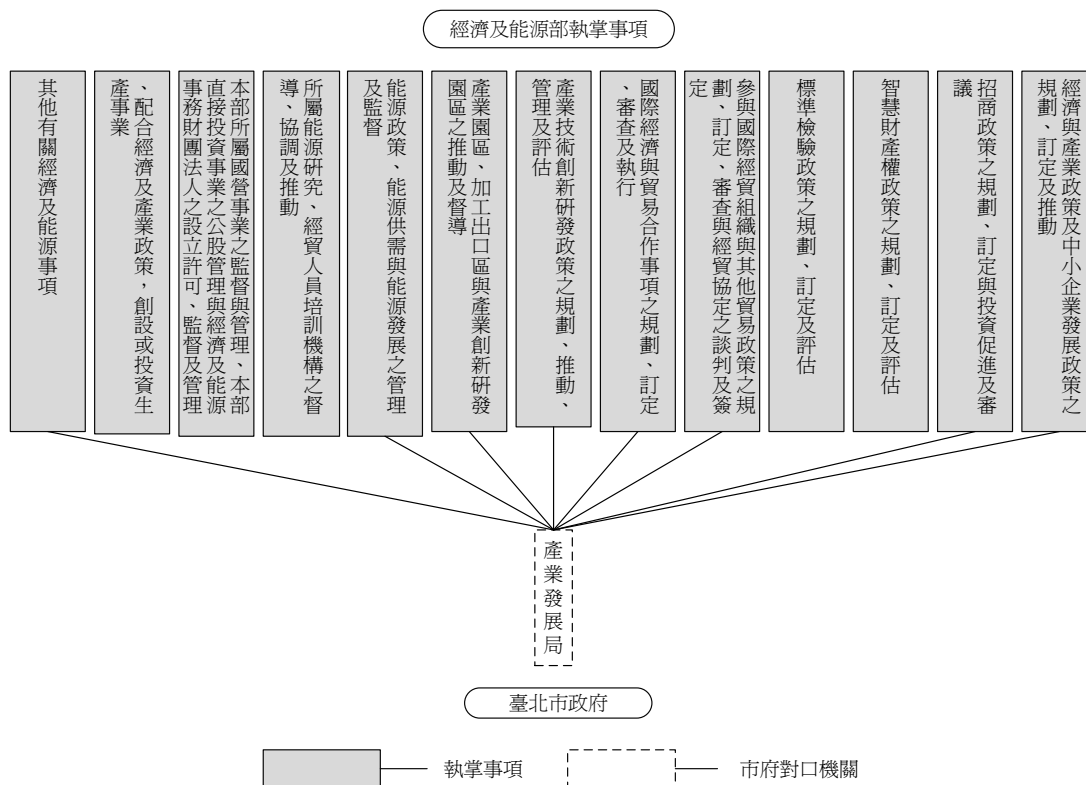 經濟及能源部執掌事項
經濟與產業政策及中小企業發展政策之
規劃、訂定及推動
招商政策之規劃、訂定與投資促進及審
議
智慧財產權政策之規劃、訂定及評估
標準檢驗政策之規劃、訂定及評估
參與國際經貿組織與其他貿易政策之規
劃、訂定、審查與經貿協定之談判及簽
定
國際經濟與貿易合作事項之規劃、訂定
、審查及執行
產業技術創新研發政策之規劃、推動、
管理及評估
產業園區、加工出口區與產業創新研發
園區之推動及督導
能源政策、能源供需與能源發展之管理
及監督
所屬能源研究、經貿人員培訓機構之督
導、協調及推動
本部所屬國營事業之監督與管理、本部
直接投資事業之公股管理與經濟及能源
事務財團法人之設立許可、監督及管理
、配合經濟及產業政策，創設或投資生
產事業
其他有關經濟及能源事項
產業發展局
臺北市政府
執掌事項
市府對口機關